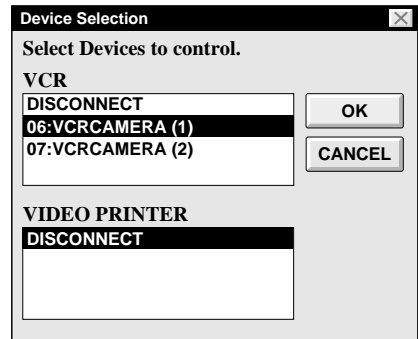 Device Selection
Select Devices to control.
VCR
DISCONNECT
06:VCRCAMERA (1)
07:VCRCAMERA (2)
OK
CANCEL
VIDEO PRINTER
DISCONNECT